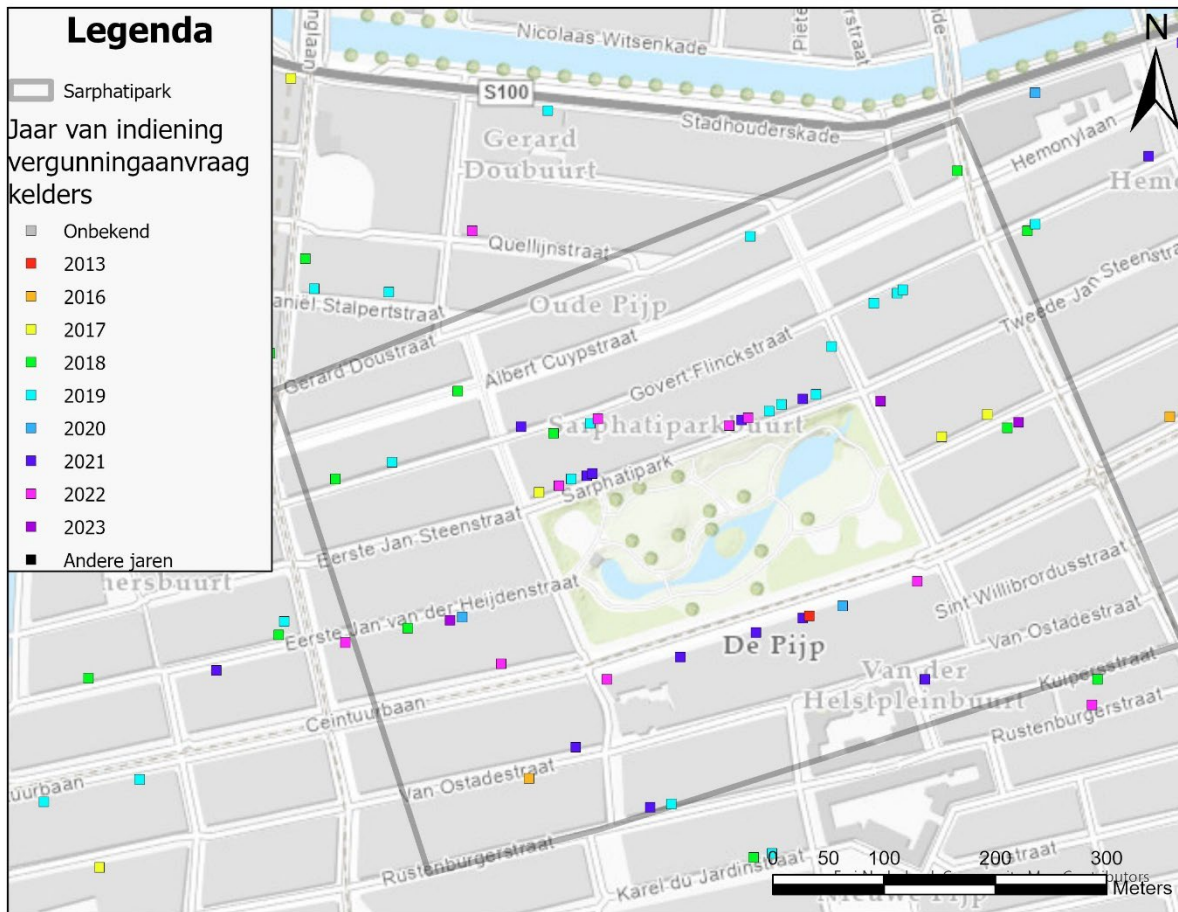 Legenda
Sarphatipark
Jaar van indiening
vergunningaanvraag
kelders
Onbekend
2013
2016
2017
2018
2019
2020
2021
2022
2023
Andere jaren
Nicolaas Witsenkade
N
S100
Stadhouderskade
Gerard
Doubuurt
Hemonylaan
Quellijnstraat
Oude Pijp
Tweede Jan
Gerard Doustraat
Albert Cuypstraat
Govert Flinckstraat
Sarphatiparkbuurt
Sarphatipark
Eerste Jan Steenstraat
Eerste Jan van der Heijdenstraat
Sint Willibrordusstraat
De Pijp
Van Ostadestraat
Van der
Helstpleinbuurt
Kuipersstraat
Ceintuurbaan
Rustenburgerstraat
Van Ostadestraat
Rustenburgerstraat
Karel du Jardinstraat
0 50 100 200 300
Meters